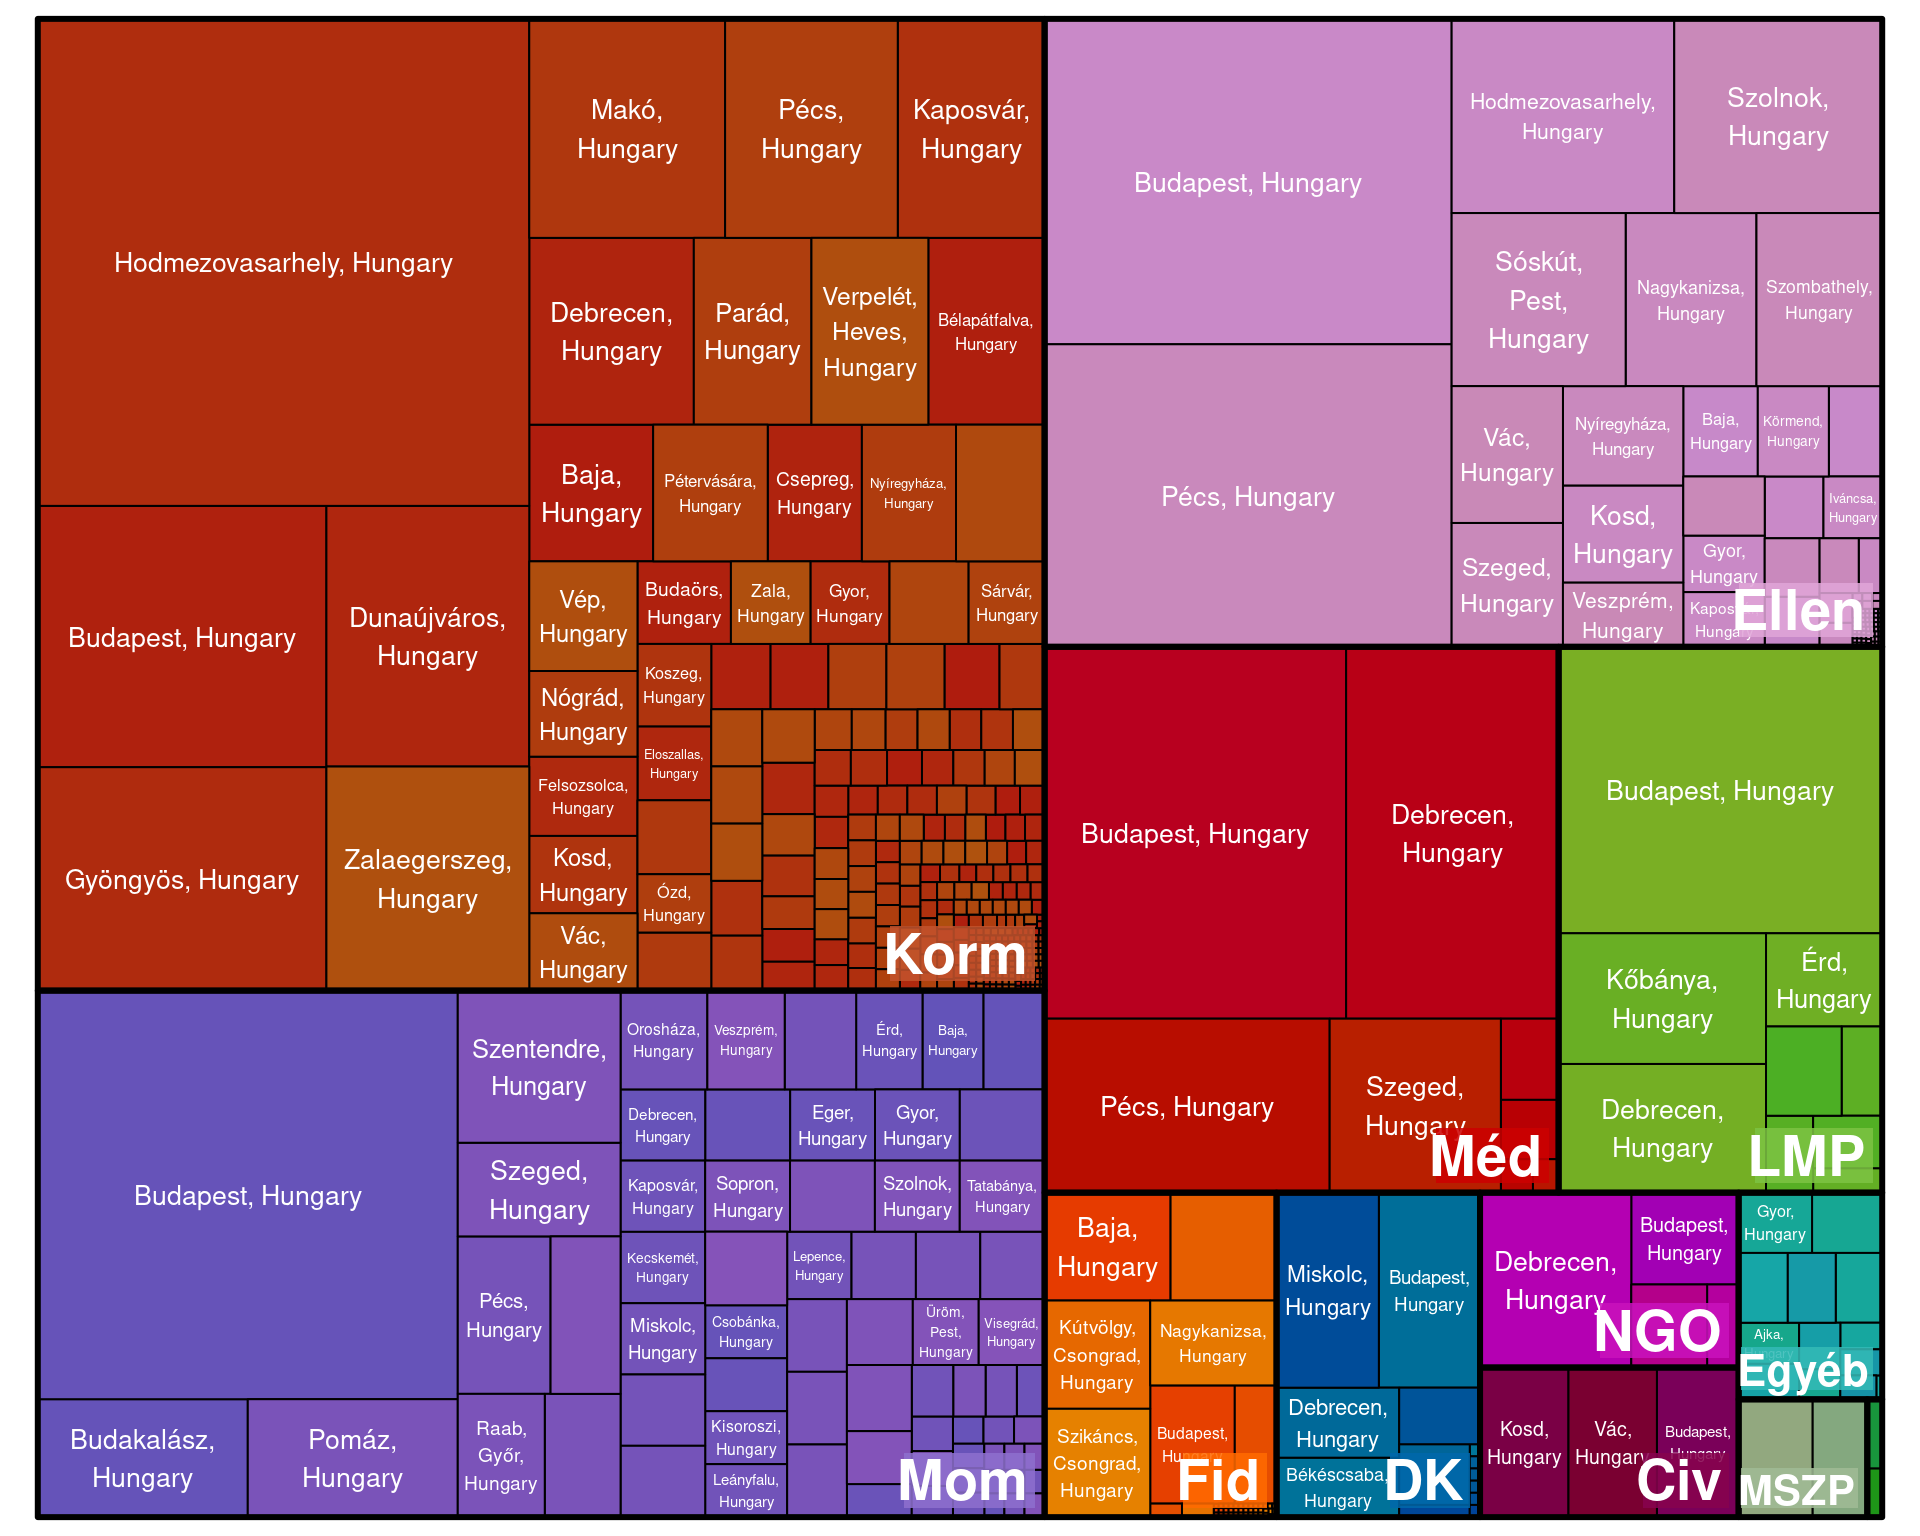 Hodmezovasarhely, Hungary
Budapest, Hungary
Dunaújváros,
Hungary
Gyöngyös, Hungary
Zalaegerszeg,
Hungary
Makó,
Hungary
Pécs,
Hungary
Kaposvár,
Hungary
Debrecen,
Hungary
Parád,
Hungary
Verpelét,
Heves,
Hungary
Bélapátfalva,
Hungary
Baja,
Hungary
Pétervására,
Hungary
Csepreg,
Hungary
Nyíregyháza,
Hungary
Vép,
Hungary
Budaörs,
Hungary
Zala,
Hungary
Gyor,
Hungary
Sárvár,
Hungary
Nógrád,
Hungary
Koszeg,
Hungary
Eloszallas,
Hungary
Felsozsolca,
Hungary
Kosd,
Hungary
Ózd,
Hungary
Vác,
Hungary
Korm
Budapest, Hungary
Pécs, Hungary
Hodmezovasarhely,
Hungary
Szolnok,
Hungary
Sóskút,
Pest,
Hungary
Nagykanizsa,
Hungary
Szombathely,
Hungary
Vác,
Hungary
Nyíregyháza,
Hungary
Baja,
Hungary
Körmend,
Hungary
Iváncsa,
Hungary
Kosd,
Hungary
Gyor,
Hungary
Szeged,
Hungary
Veszprém,
Hungary
Ellen
Budapest, Hungary
Debrecen,
Hungary
Pécs, Hungary
Szeged,
Hungary
Méd
Budapest, Hungary
Kőbánya,
Hungary
Érd,
Hungary
Debrecen,
Hungary
LMP
Budapest, Hungary
Budakalász,
Hungary
Pomáz,
Hungary
Szentendre,
Hungary
Szeged,
Hungary
Pécs,
Hungary
Raab,
Győr,
Hungary
Orosháza,
Hungary
Veszprém,
Hungary
Érd,
Hungary
Baja,
Hungary
Debrecen,
Hungary
Eger,
Hungary
Gyor,
Hungary
Kaposvár,
Hungary
Sopron,
Hungary
Szolnok,
Hungary
Tatabánya,
Hungary
Kecskemét,
Hungary
Lepence,
Hungary
Miskolc,
Hungary
Csobánka,
Hungary
Üröm,
Pest,
Hungary
Visegrád,
Hungary
Kisoroszi,
Hungary
Leányfalu,
Hungary
Mom
Baja,
Hungary
Kútvölgy,
Csongrad,
Hungary
Nagykanizsa,
Hungary
Szikáncs,
Csongrad,
Hungary
Budapest,
Fid
Miskolc,
Hungary
Budapest,
Hungary
Debrecen,
Hungary
Békéscsaba,
Hungary
DK
Debrecen,
Hungary
Budapest,
Hungary
NGO
Kosd,
Hungary
Vác,
Hungary
Budapest,
Hungary
Civ
Gyor,
Hungary
Ajka,
Egyéb
MSZP